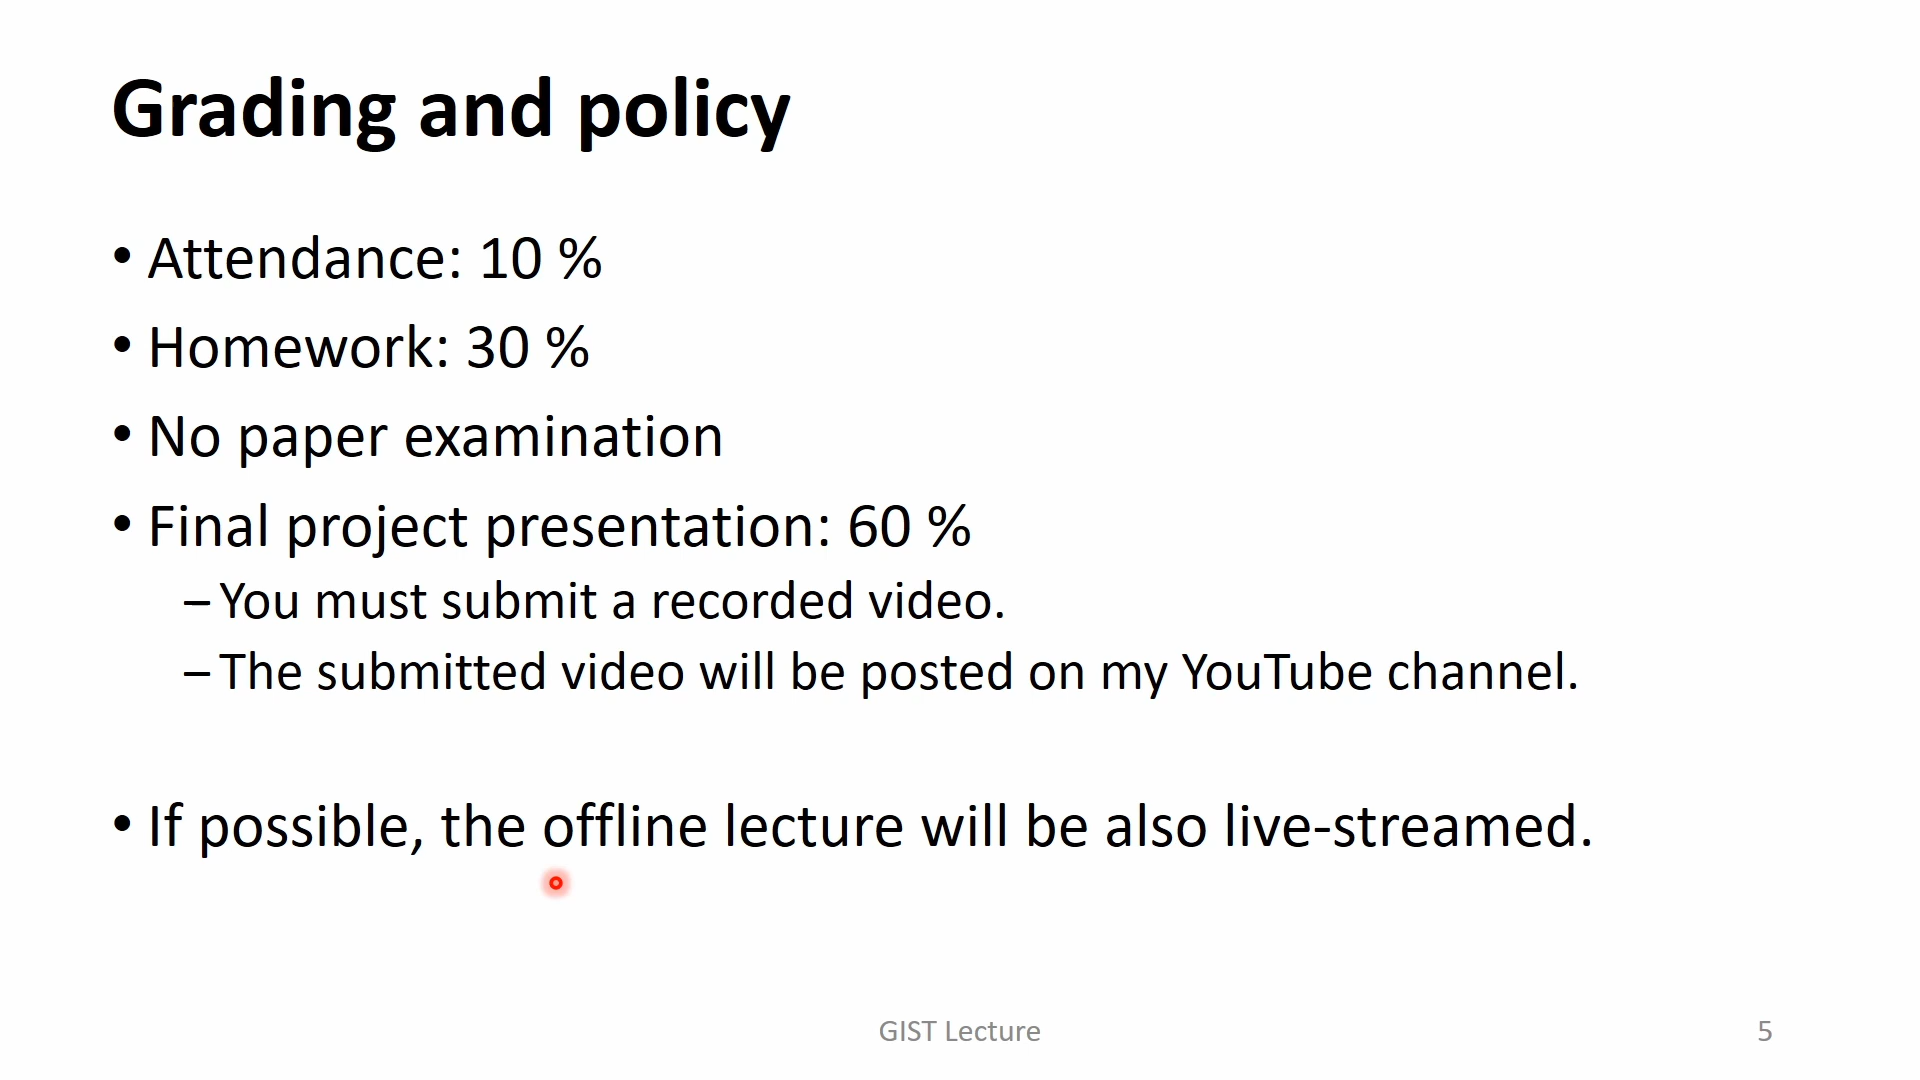 Grading and policy
• Attendance: 10 %
• Homework: 30 %
• No paper examination
• Final project presentation: 60 %
– You must submit a recorded video.
– The submitted video will be posted on my YouTube channel.
• If possible, the offline lecture will be also live-streamed.
GIST Lecture
5